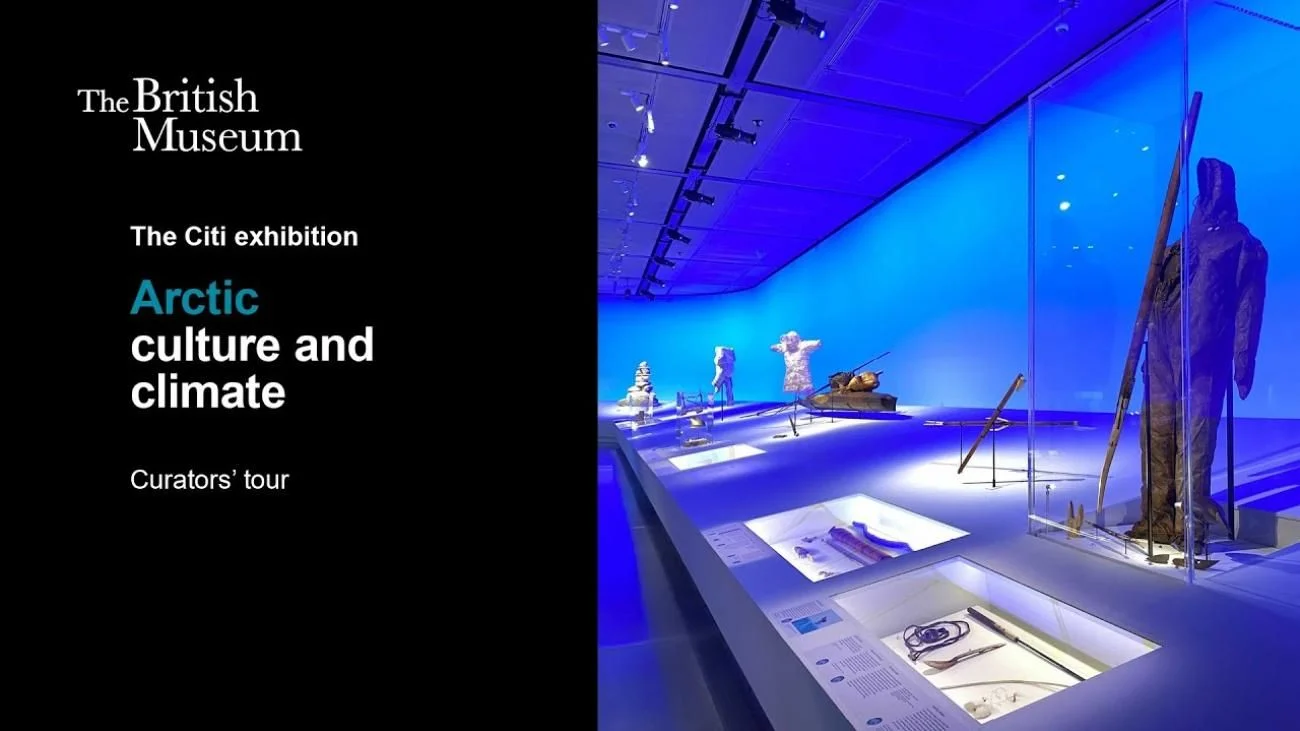 The British
Museum
The Citi exhibition
Arctic
culture and
climate
Curators’ tour